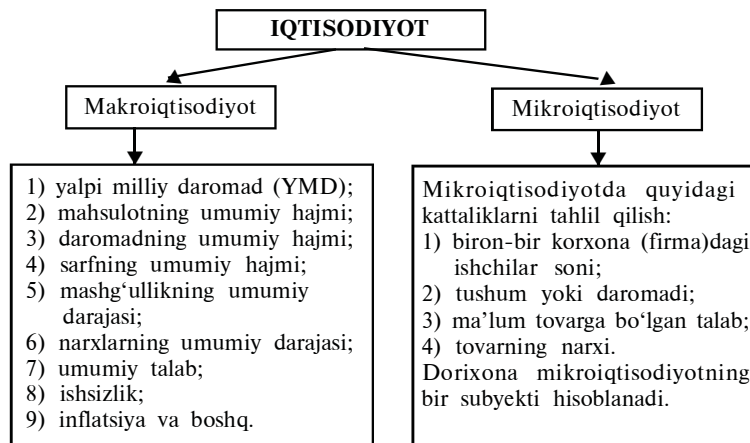 IQTISODIYOT
Makroiqtisodiyot
Mikroiqtisodiyot
1) yalpi milliy daromad (YMD);
2) mahsulotning umumiy hajmi;
3) daromadning umumiy hajmi;
4) sarfning umumiy hajmi;
5) mashg‘ullikning umumiy
darajasi;
6) narxlarning umumiy darajasi;
7) umumiy talab;
8) ishsizlik;
9) inflatsiya va boshq.
Mikroiqtisodiyotda quyidagi
kattaliklarni tahlil qilish:
1) biron-bir korxona (firma)dagi
ishchilar soni;
2) tushum yoki daromadi;
3) ma’lum tovarga bo‘lgan talab;
4) tovarning narxi.
Dorixona mikroiqtisodiyotning
bir subyekti hisoblanadi.